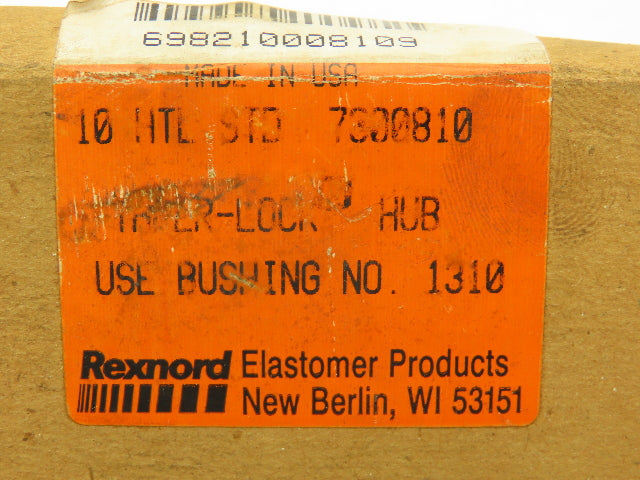 698210008109
MADE IN USA
10 HTL STD 7300810
TAPER-LOCK HUB
USE BUSHING NO. 1310
Rexnord Elastomer Products
New Berlin, WI 53151